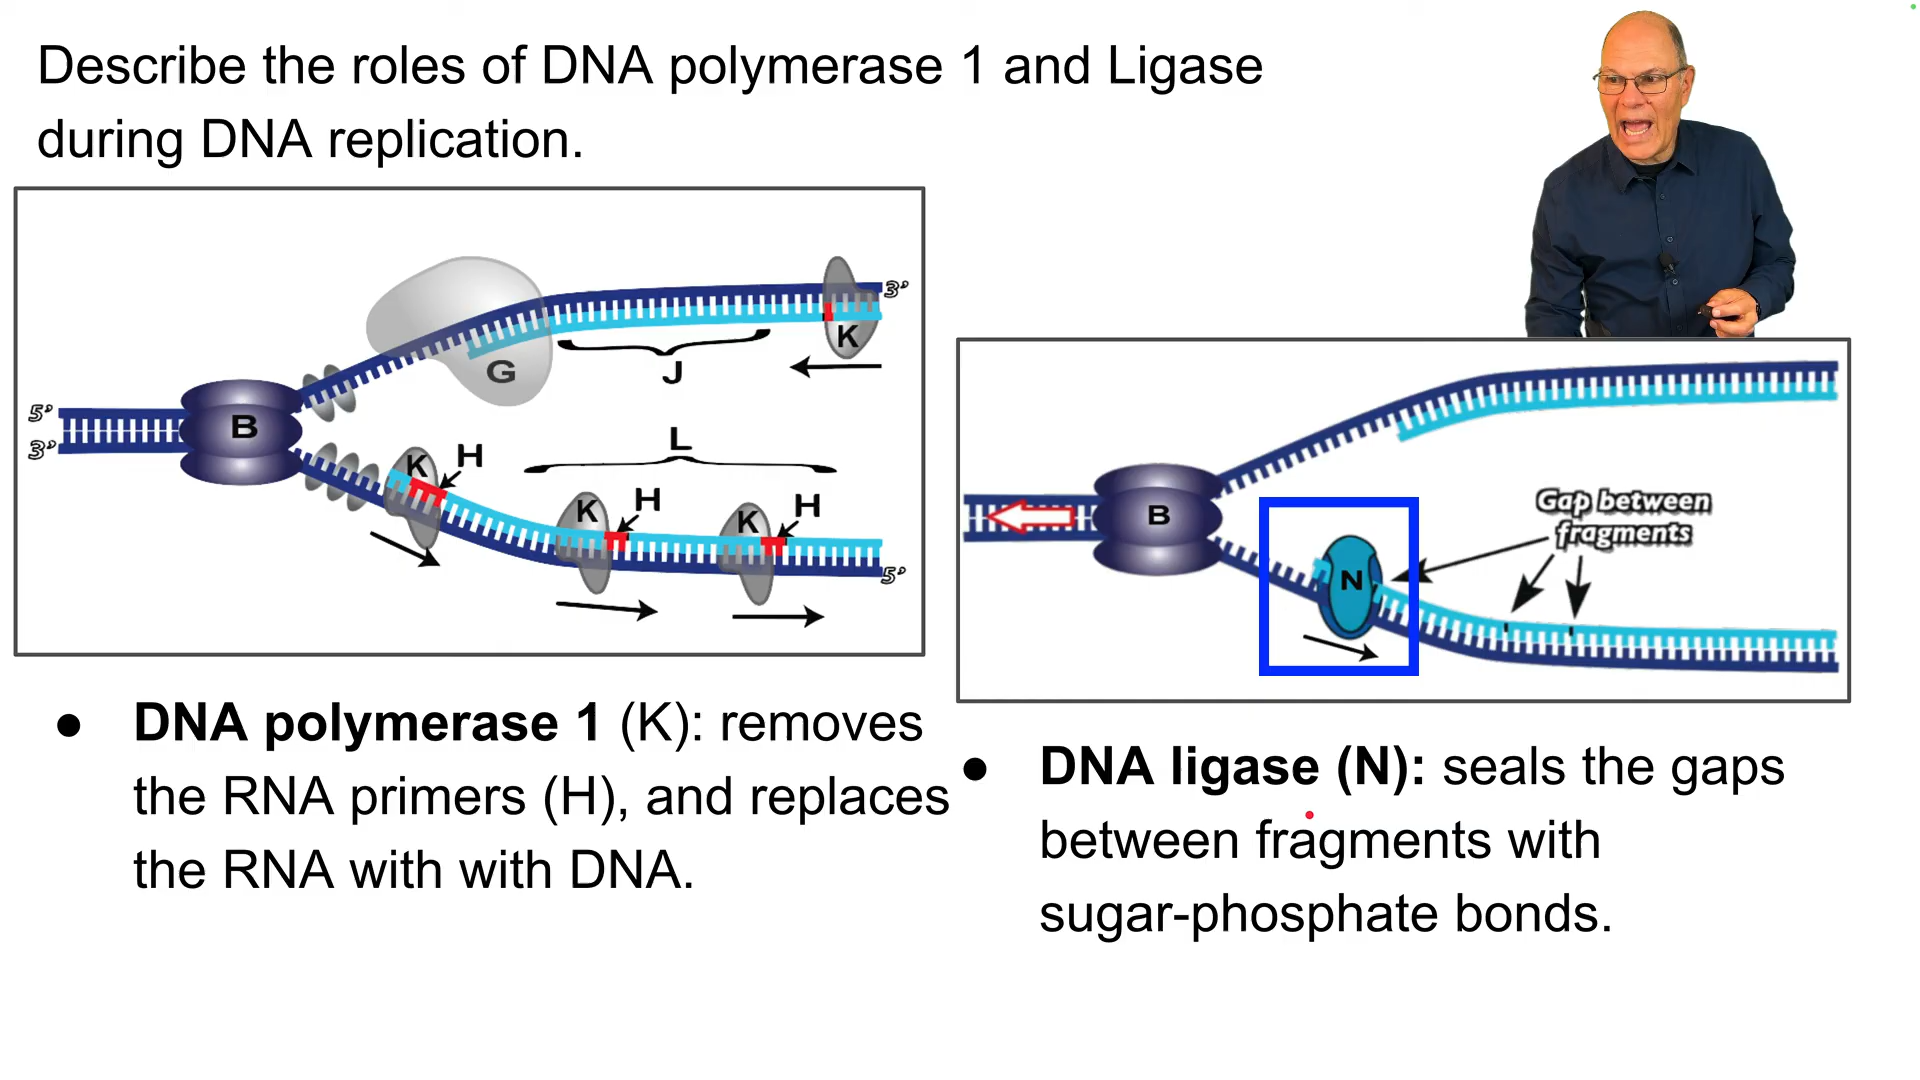 Describe the roles of DNA polymerase 1 and Ligase
during DNA replication.
3’
K
G
J
5’
B
3’
L
K
H
K
H
K
H
5’
B
Gap between
fragments
N
● DNA polymerase 1 (K): removes
the RNA primers (H), and replaces
the RNA with with DNA.
● DNA ligase (N): seals the gaps
between fragments with
sugar-phosphate bonds.